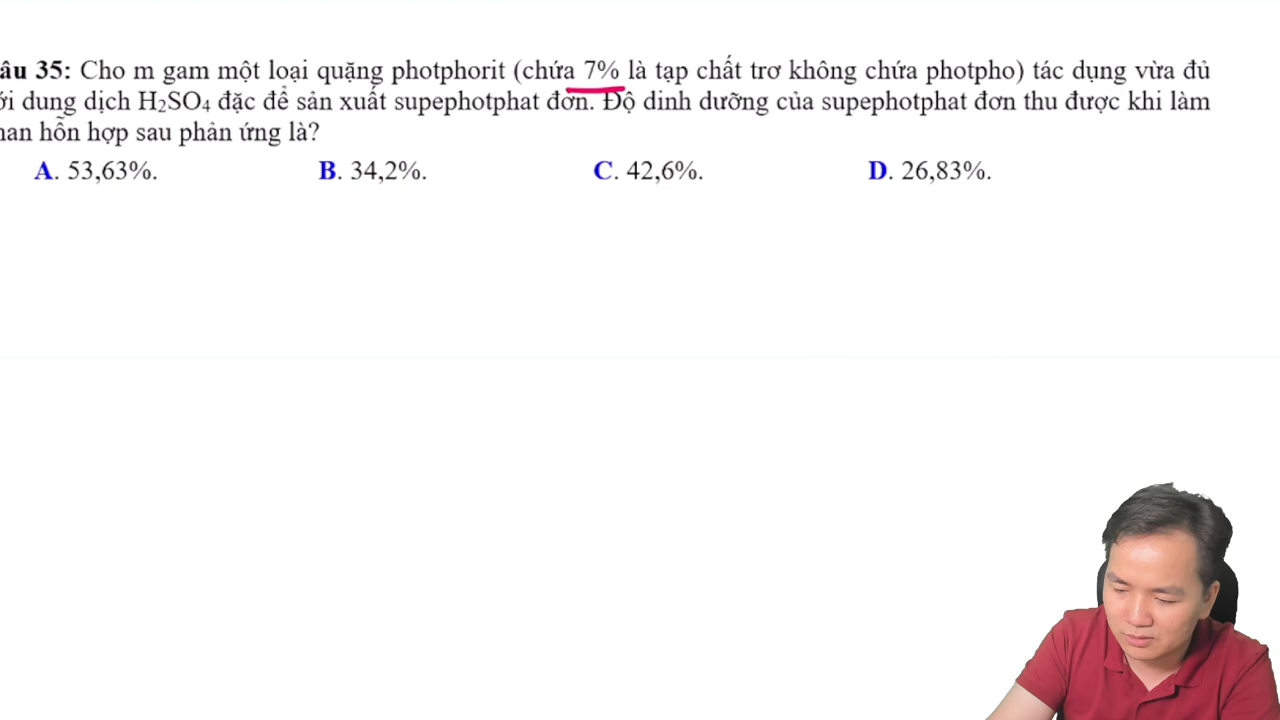 âu 35: Cho m gam một loại quặng photphorit (chứa 7% là tạp chất trơ không chứa photpho) tác dụng vừa đủ
ới dung dịch H₂SO₄ đặc để sản xuất supephotphat đơn. Độ dinh dưỡng của supephotphat đơn thu được khi làm
han hỗn hợp sau phản ứng là?
A. 53,63%. B. 34,2%. C. 42,6%. D. 26,83%.